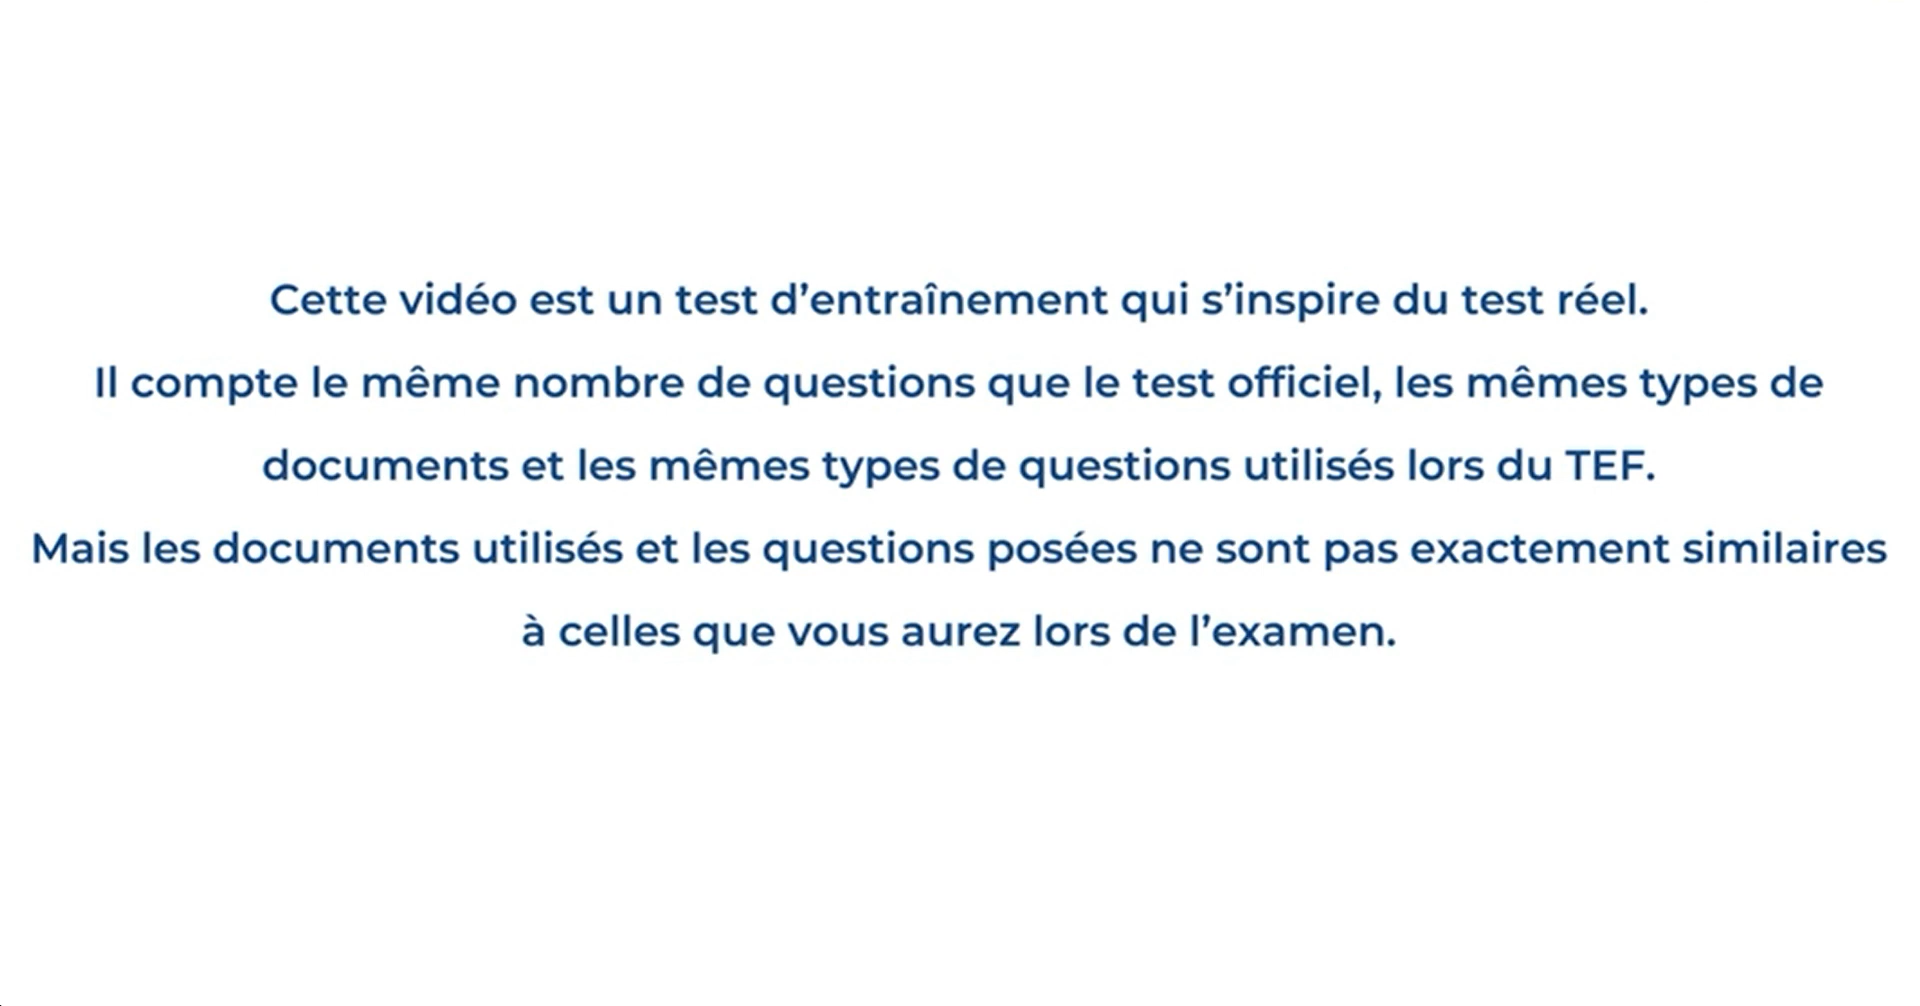 Cette vidéo est un test d’entraînement qui s’inspire du test réel.
Il compte le même nombre de questions que le test officiel, les mêmes types de
documents et les mêmes types de questions utilisés lors du TEF.
Mais les documents utilisés et les questions posées ne sont pas exactement similaires
à celles que vous aurez lors de l’examen.